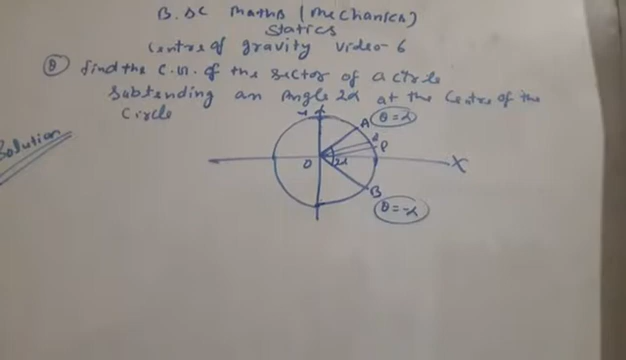 B.SC Maths (Mechanics)
Statics
Centre of gravity Video-6
Q find the C.G. of the sector of a circle
subtending an Angle 2α at the Centre of the
Circle
Solution
A θ=α
P
O 2α X
B
θ=-α